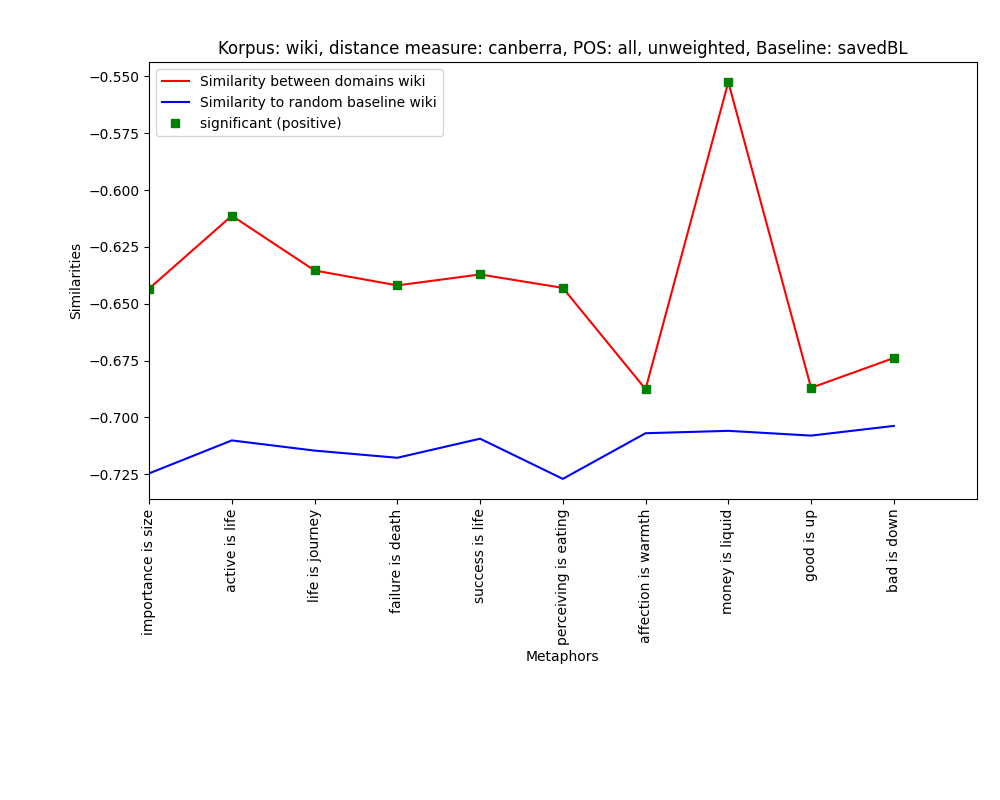 Korpus: wiki, distance measure: canberra, POS: all, unweighted, Baseline: savedBL
Similarity between domains wiki
Similarity to random baseline wiki
significant (positive)
−0.550
−0.575
−0.600
−0.625
−0.650
−0.675
−0.700
−0.725
Similarities
importance is size
active is life
life is journey
failure is death
success is life
perceiving is eating
affection is warmth
money is liquid
good is up
bad is down
Metaphors